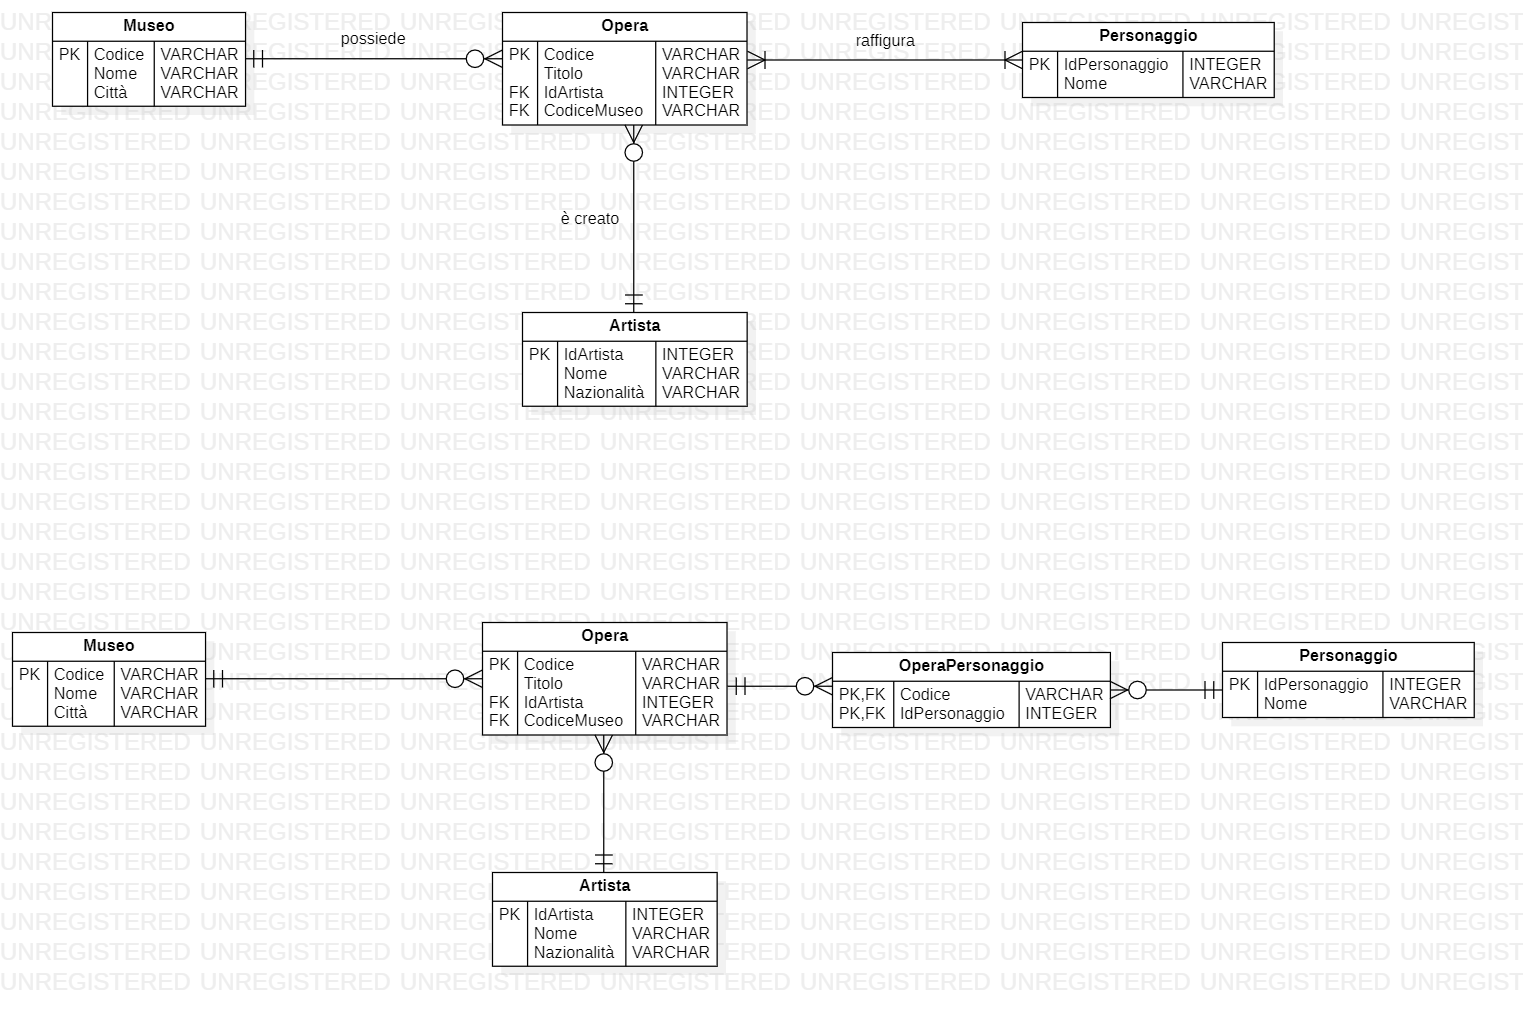 Museo
PK Codice VARCHAR
Nome VARCHAR
Città VARCHAR
possiede
Opera
PK Codice VARCHAR
Titolo VARCHAR
FK IdArtista INTEGER
FK CodiceMuseo VARCHAR
raffigura
Personaggio
PK IdPersonaggio INTEGER
Nome VARCHAR
è creato
Artista
PK IdArtista INTEGER
Nome VARCHAR
Nazionalità VARCHAR
Museo
PK Codice VARCHAR
Nome VARCHAR
Città VARCHAR
Opera
PK Codice VARCHAR
Titolo VARCHAR
FK IdArtista INTEGER
FK CodiceMuseo VARCHAR
OperaPersonaggio
PK,FK Codice VARCHAR
PK,FK IdPersonaggio INTEGER
Personaggio
PK IdPersonaggio INTEGER
Nome VARCHAR
Artista
PK IdArtista INTEGER
Nome VARCHAR
Nazionalità VARCHAR
UNREGISTERED UNREGISTERED UNREGISTERED UNREGISTERED UNREGISTERED UNREGISTERED UNREGISTERED UNREGIST